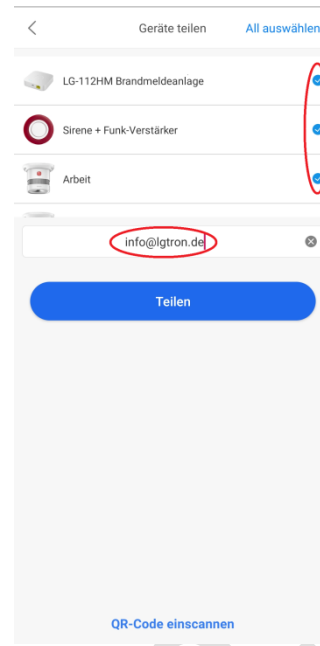 Geräte teilen
All auswählen
LG-112HM Brandmeldeanlage
Sirene + Funk-Verstärker
Arbeit
info@lgtron.de
Teilen
QR-Code einscannen